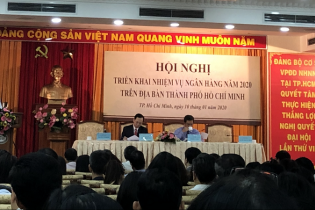 ĐẢNG CỘNG SẢN VIỆT NAM QUANG VINH MUÔN NĂM
HỘI NGHỊ
TRIỂN KHAI NHIỆM VỤ NGÂN HÀNG NĂM 2020
TRÊN ĐỊA BÀN THÀNH PHỐ HỒ CHÍ MINH
TP. Hồ Chí Minh, ngày 10 tháng 01 năm 2020
ĐẢNG BỘ CƠ
VPĐD NHNN
TẠI TP.HCM
QUYẾT TÂM
THỰC HIỆN
THẮNG LỢI
NGHỊ QUYẾT
LẦN THỨ VI